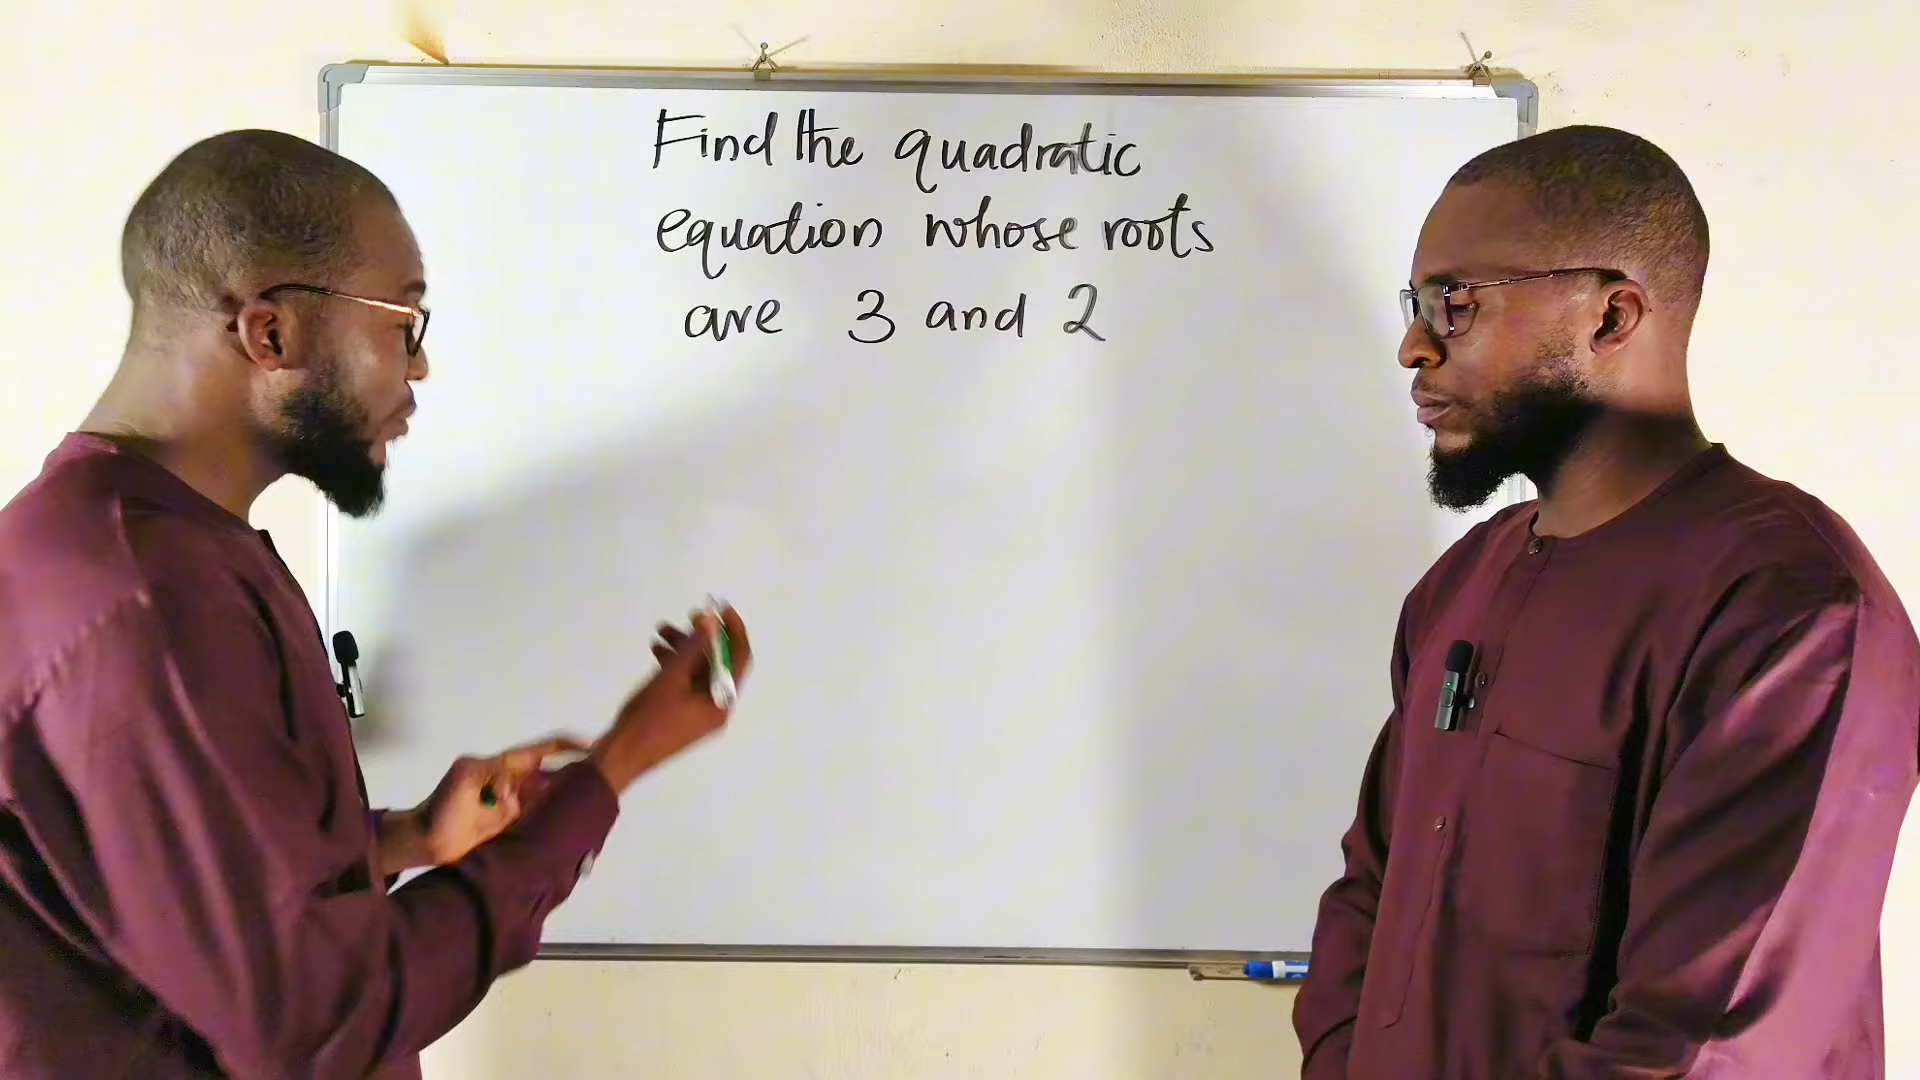 Find the quadratic
equation whose roots
are 3 and 2